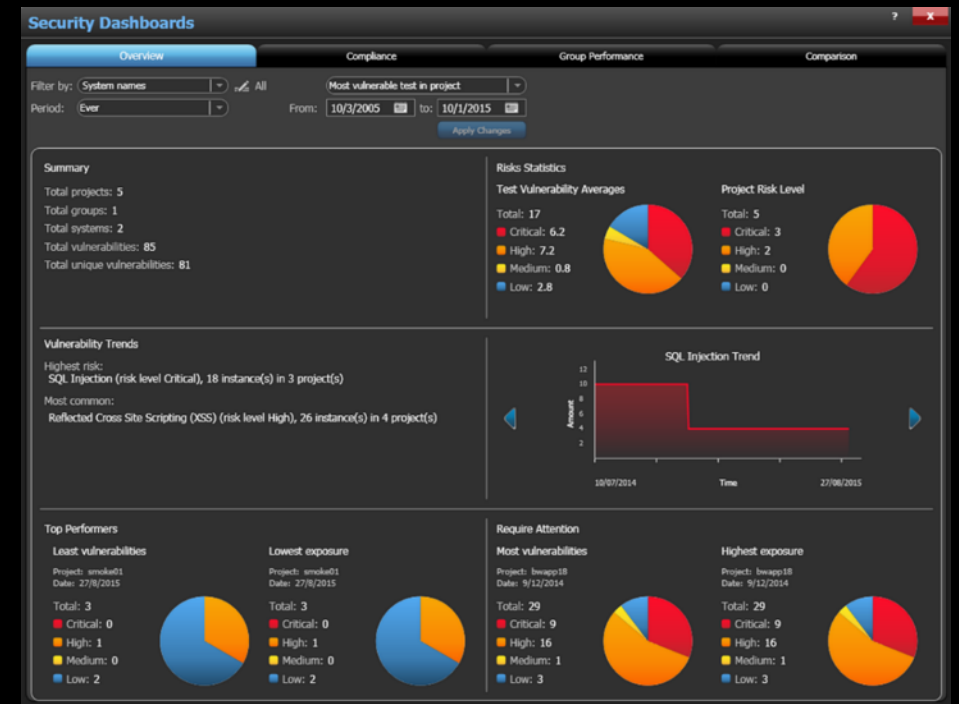 Security Dashboards
? x
Overview Compliance Group Performance Comparison
Filter by: System names All Most vulnerable test in project
Period: Ever From: 10/3/2005 to: 10/1/2015
Apply Changes
Summary
Total projects: 5
Total groups: 1
Total systems: 2
Total vulnerabilities: 85
Total unique vulnerabilities: 81
Risks Statistics
Test Vulnerability Averages
Total: 17
Critical: 6.2
High: 7.2
Medium: 0.8
Low: 2.8
Project Risk Level
Total: 5
Critical: 3
High: 2
Medium: 0
Low: 0
Vulnerability Trends
Highest risk:
SQL Injection (risk level Critical), 18 instance(s) in 3 project(s)
Most common:
Reflected Cross Site Scripting (XSS) (risk level High), 26 instance(s) in 4 project(s)
SQL Injection Trend
Amount
12
10
8
6
4
2
10/07/2014 Time 27/08/2015
Top Performers
Least vulnerabilities
Project: smoke01
Date: 27/8/2015
Total: 3
Critical: 0
High: 1
Medium: 0
Low: 2
Lowest exposure
Project: smoke01
Date: 27/8/2015
Total: 3
Critical: 0
High: 1
Medium: 0
Low: 2
Require Attention
Most vulnerabilities
Project: bwapp18
Date: 9/12/2014
Total: 29
Critical: 9
High: 16
Medium: 1
Low: 3
Highest exposure
Project: bwapp18
Date: 9/12/2014
Total: 29
Critical: 9
High: 16
Medium: 1
Low: 3